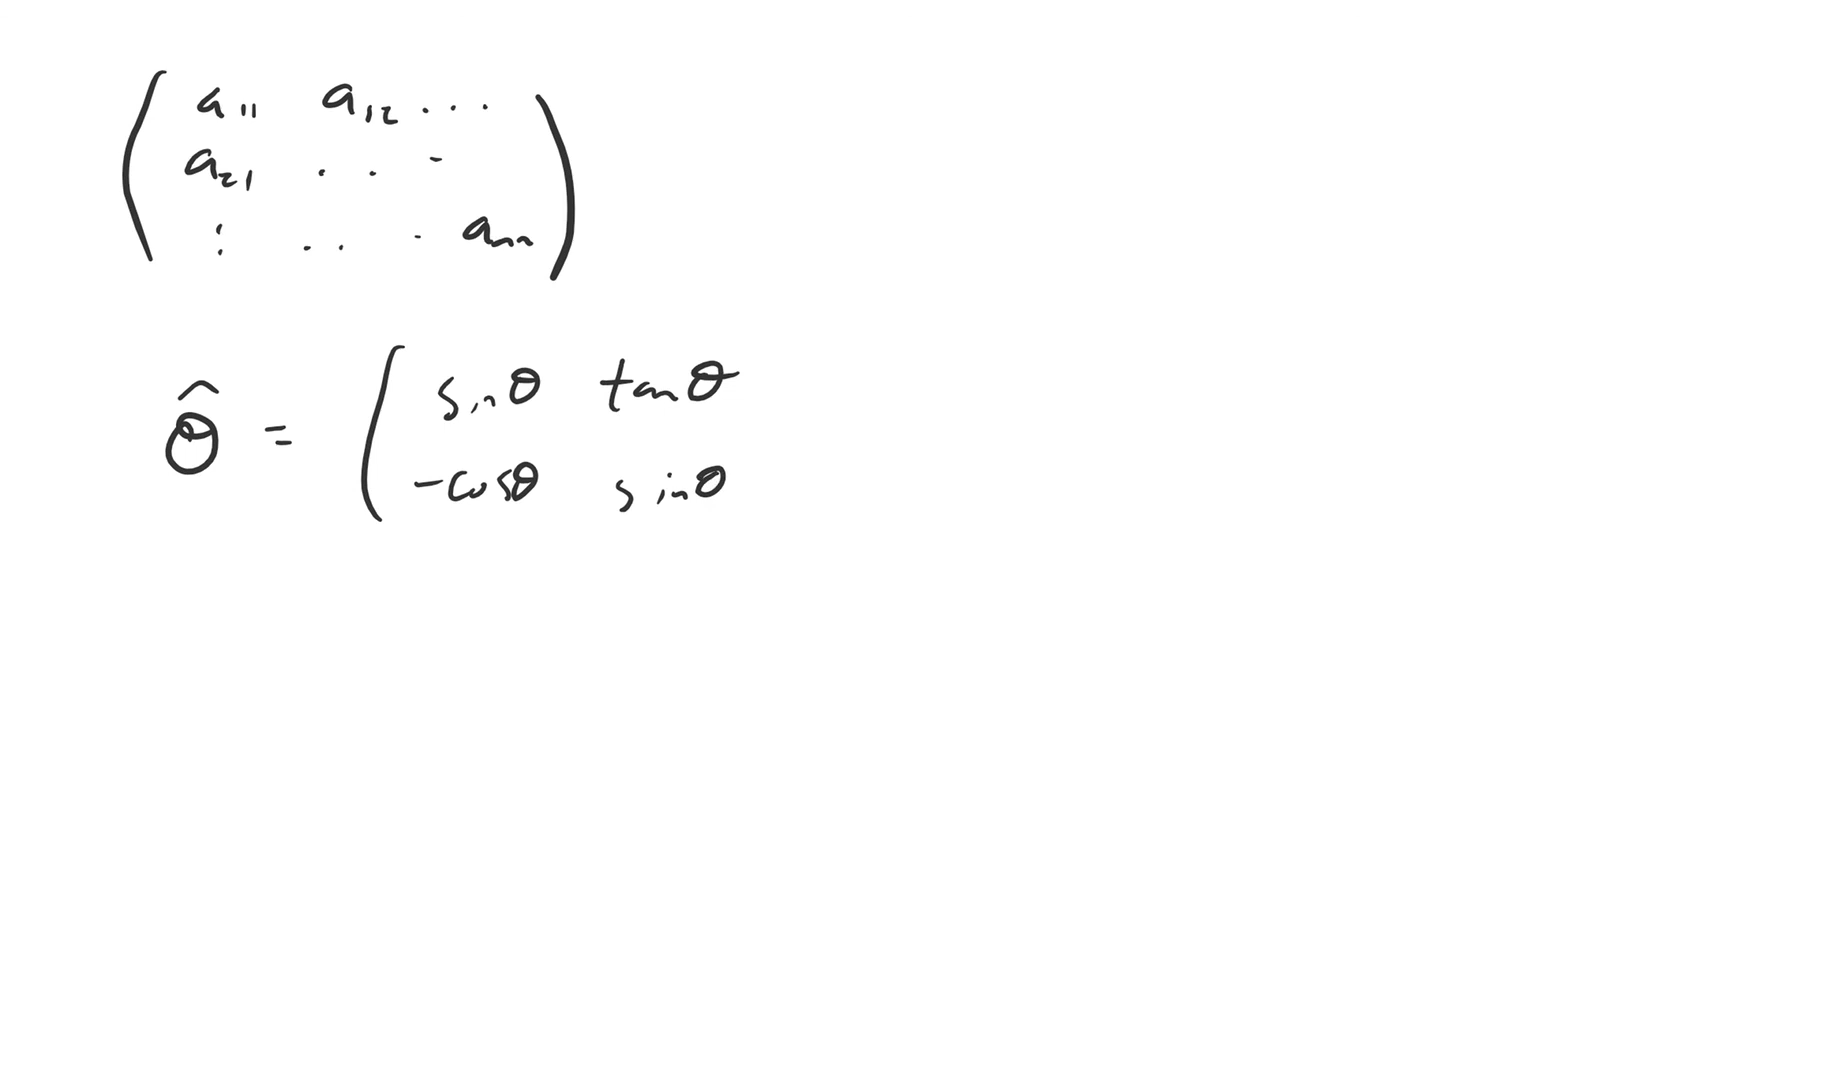 ( a₁₁ a₁₂ ... )
a₂₁ . . -
: . . . aₙₙ
θ̂ = ( sinθ tanθ
-cosθ sinθ